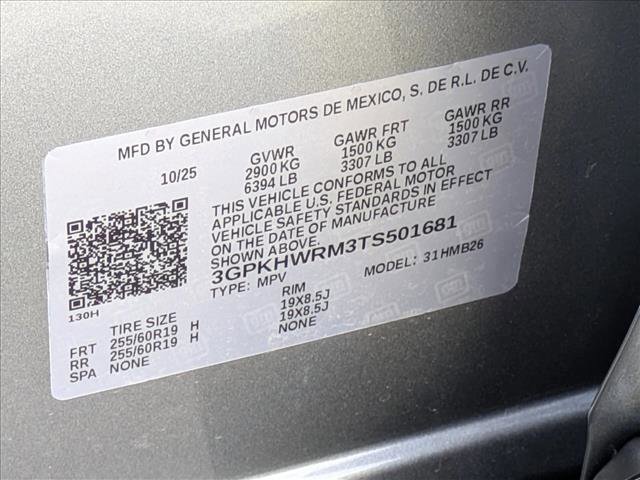 MFD BY GENERAL MOTORS DE MEXICO, S. DE R.L. DE C.V.
10/25 GVWR GAWR FRT GAWR RR
2900 KG 1500 KG 1500 KG
6394 LB 3307 LB 3307 LB
THIS VEHICLE CONFORMS TO ALL
APPLICABLE U.S. FEDERAL MOTOR
VEHICLE SAFETY STANDARDS IN EFFECT
ON THE DATE OF MANUFACTURE
SHOWN ABOVE.
3GPKHWRM3TS501681
TYPE: MPV MODEL: 31HMB26
130H
TIRE SIZE RIM
FRT 255/60R19 H 19X8.5J
RR 255/60R19 H 19X8.5J
SPA NONE NONE